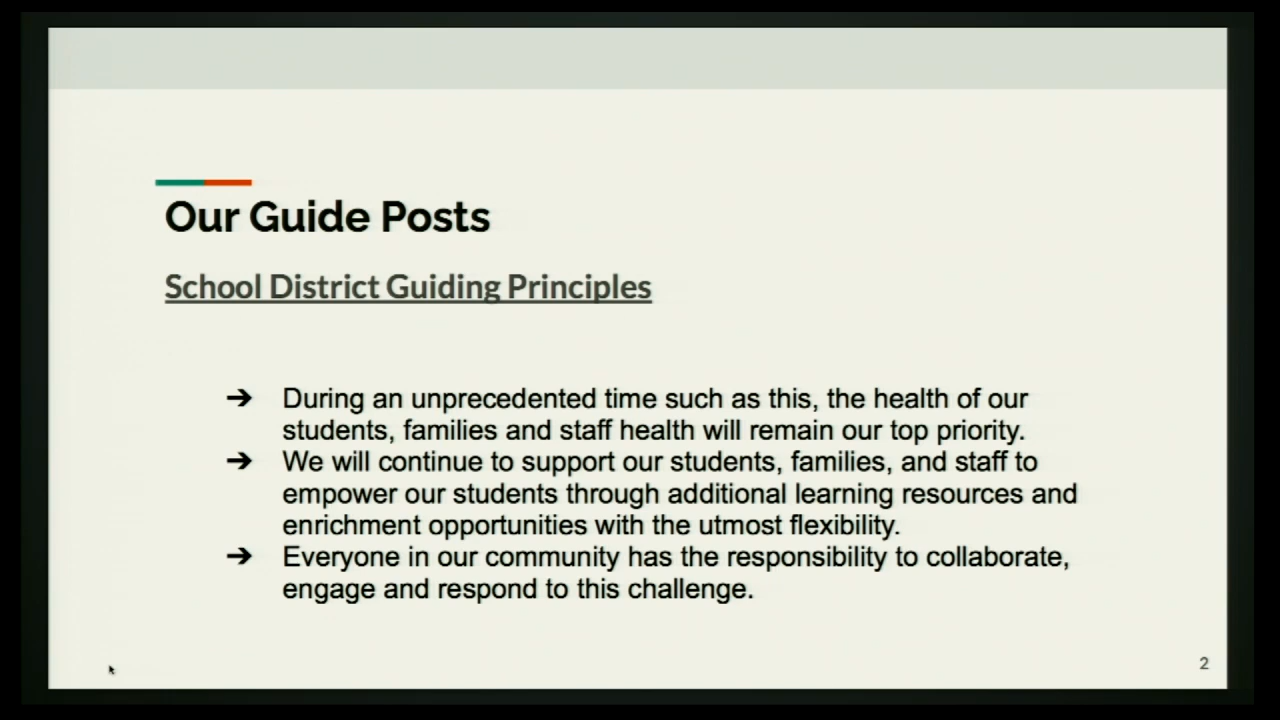 Our Guide Posts
School District Guiding Principles
➔ During an unprecedented time such as this, the health of our
students, families and staff health will remain our top priority.
➔ We will continue to support our students, families, and staff to
empower our students through additional learning resources and
enrichment opportunities with the utmost flexibility.
➔ Everyone in our community has the responsibility to collaborate,
engage and respond to this challenge.
2